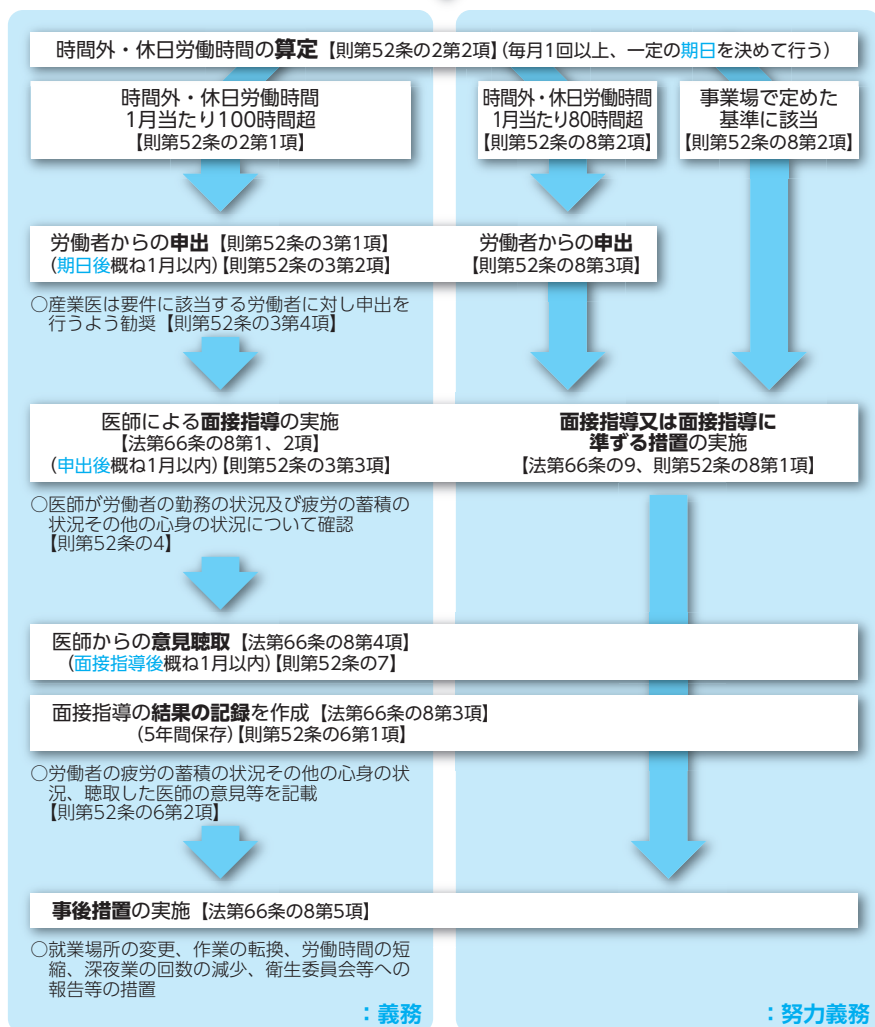 時間外・休日労働時間の算定【則第52条の2第2項】(毎月1回以上、一定の期日を決めて行う)
時間外・休日労働時間
1月当たり100時間超
【則第52条の2第1項】
時間外・休日労働時間
1月当たり80時間超
【則第52条の8第2項】
事業場で定めた
基準に該当
【則第52条の8第2項】
労働者からの申出【則第52条の3第1項】
(期日後概ね1月以内)【則第52条の3第2項】
労働者からの申出
【則第52条の8第3項】
○産業医は要件に該当する労働者に対し申出を
行うよう勧奨【則第52条の3第4項】
医師による面接指導の実施
【法第66条の8第1、2項】
(申出後概ね1月以内)【則第52条の3第3項】
面接指導又は面接指導に
準ずる措置の実施
【法第66条の9、則第52条の8第1項】
○医師が労働者の勤務の状況及び疲労の蓄積の
状況その他の心身の状況について確認
【則第52条の4】
医師からの意見聴取【法第66条の8第4項】
(面接指導後概ね1月以内)【則第52条の7】
面接指導の結果の記録を作成【法第66条の8第3項】
(5年間保存)【則第52条の6第1項】
○労働者の疲労の蓄積の状況その他の心身の状
況、聴取した医師の意見等を記載
【則第52条の6第2項】
事後措置の実施【法第66条の8第5項】
○就業場所の変更、作業の転換、労働時間の短
縮、深夜業の回数の減少、衛生委員会等への
報告等の措置
：義務
：努力義務